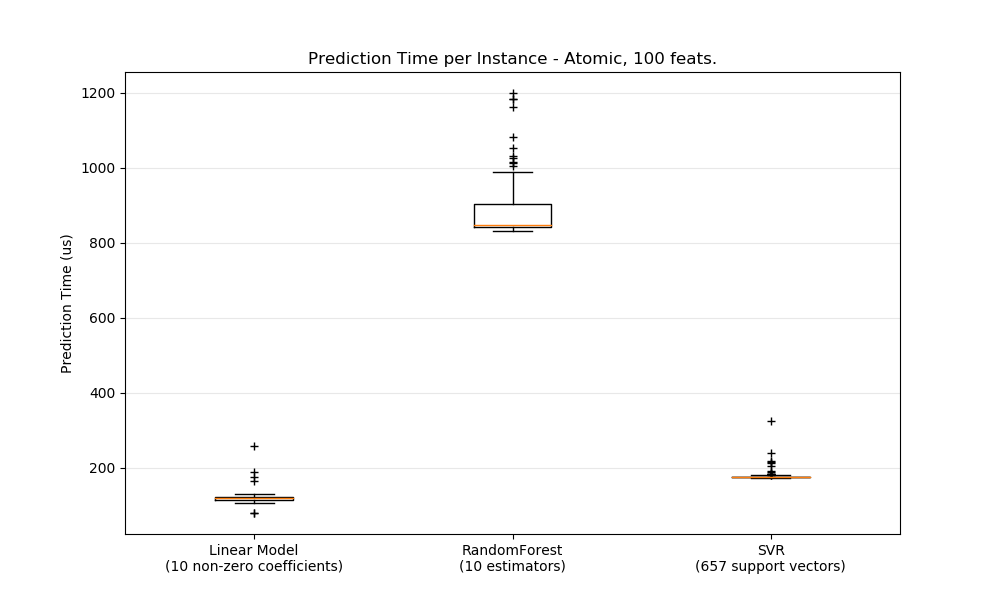 Prediction Time per Instance - Atomic, 100 feats.
Prediction Time (us)
1200
1000
800
600
400
200
Linear Model
(10 non-zero coefficients)
RandomForest
(10 estimators)
SVR
(657 support vectors)